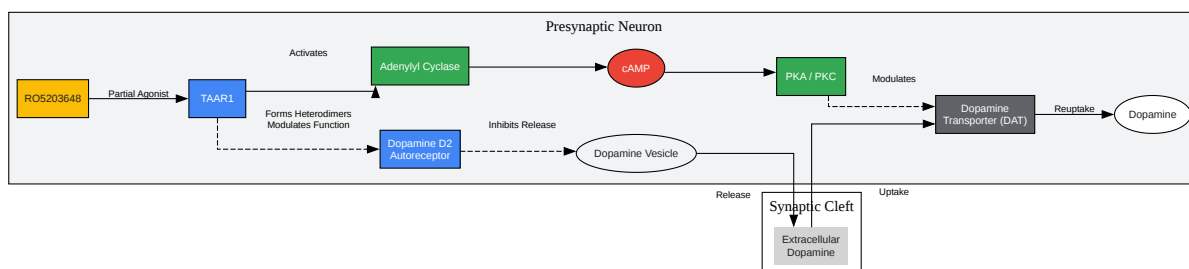 Presynaptic Neuron
RO5203648
Partial Agonist
TAAR1
Activates
Adenylyl Cyclase
cAMP
PKA / PKC
Modulates
Dopamine
Transporter (DAT)
Reuptake
Dopamine
Forms Heterodimers
Modulates Function
Dopamine D2
Autoreceptor
Inhibits Release
Dopamine Vesicle
Release
Uptake
Synaptic Cleft
Extracellular
Dopamine